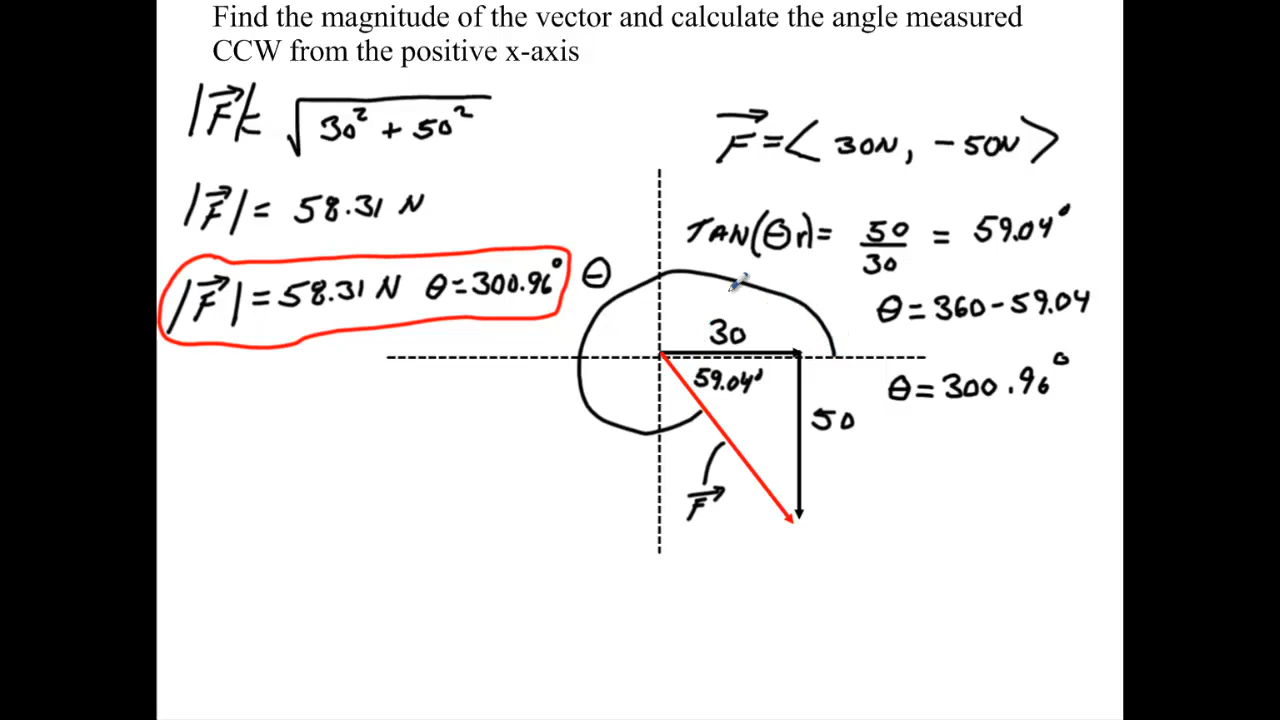 Find the magnitude of the vector and calculate the angle measured
CCW from the positive x-axis
|F⃗|= √(30² + 50²)
F⃗ = < 30N, -50N >
|F⃗| = 58.31 N
TAN(θr) = 50/30 = 59.04°
|F⃗| = 58.31 N θ = 300.96°
θ
θ = 360 - 59.04
30
59.04°
θ = 300.96°
50
F⃗